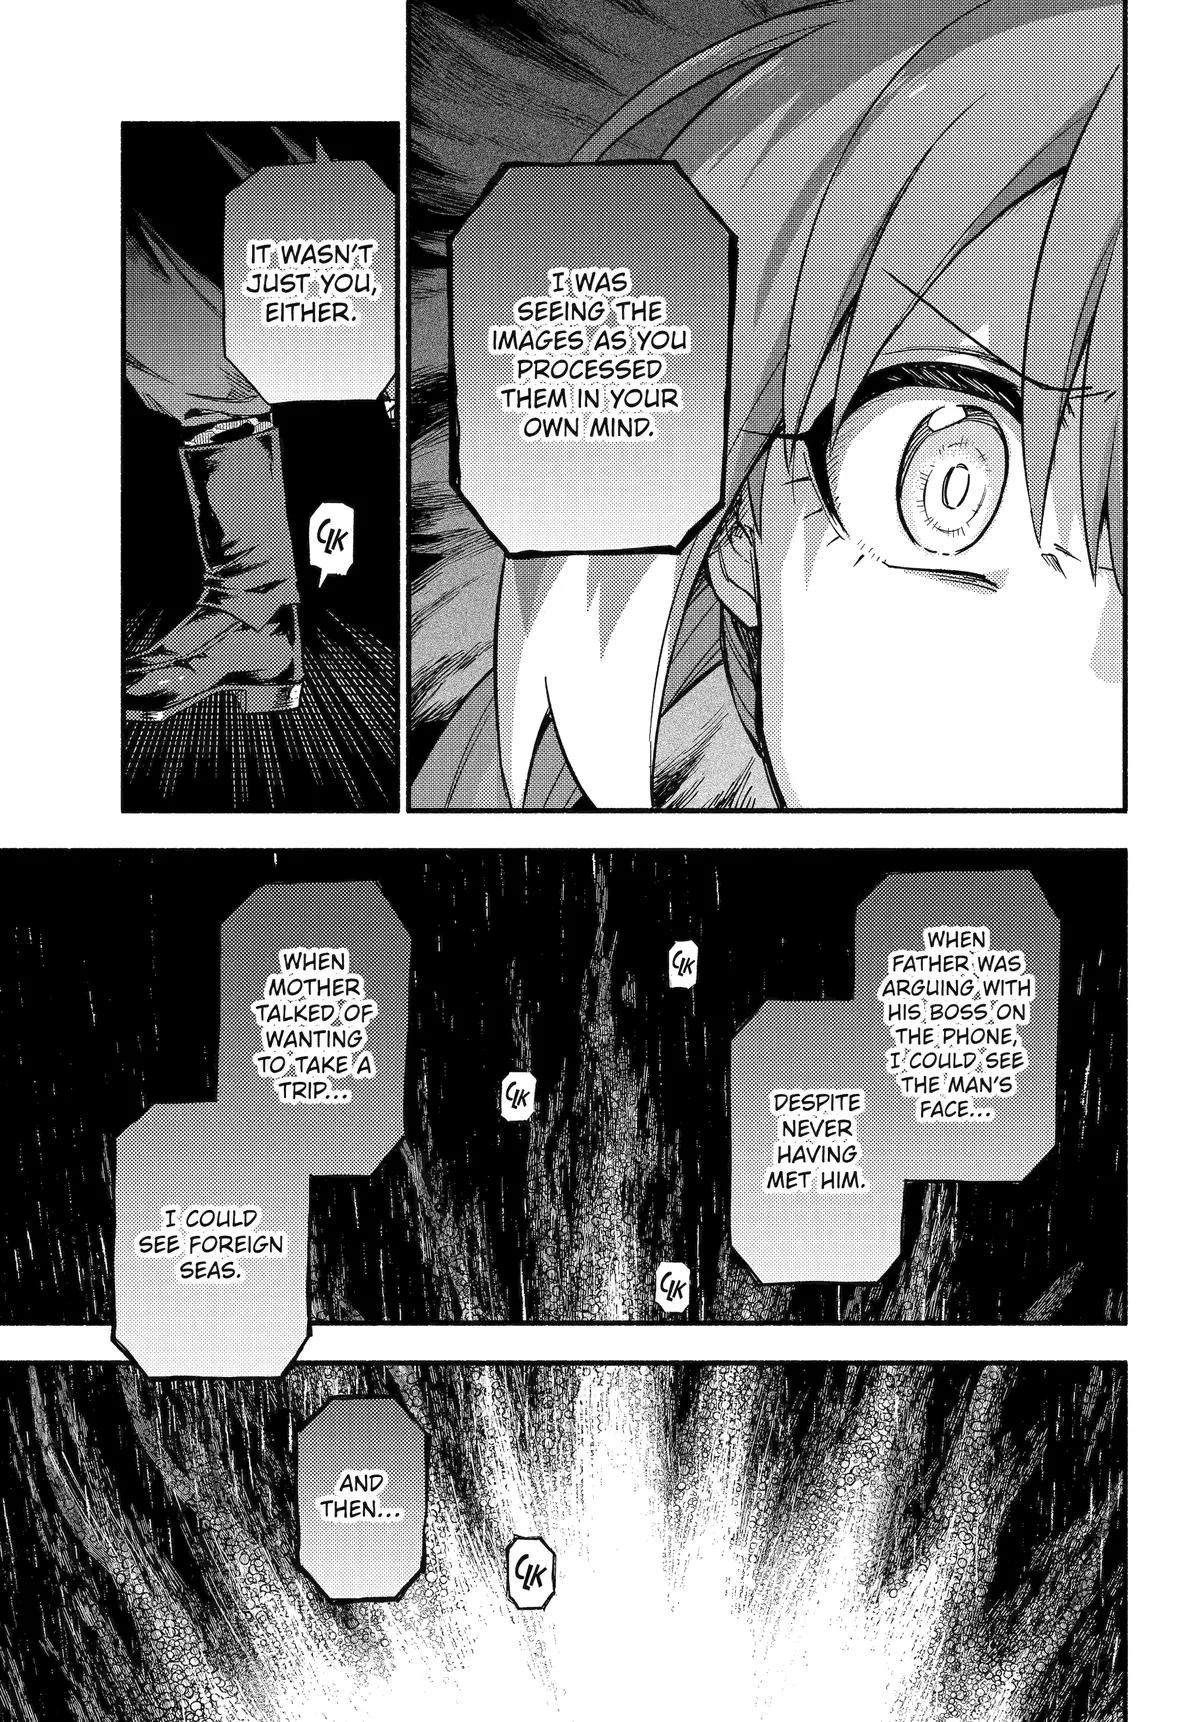 I WAS
SEEING THE
IMAGES AS YOU
PROCESSED
THEM IN YOUR
OWN MIND.
IT WASN'T
JUST YOU,
EITHER.
CLK
WHEN
FATHER WAS
ARGUING WITH
HIS BOSS ON
THE PHONE,
I COULD SEE
THE MAN'S
FACE...
DESPITE
NEVER
HAVING
MET HIM.
CLK
CLK
CLK
WHEN
MOTHER
TALKED OF
WANTING
TO TAKE A
TRIP...
I COULD
SEE FOREIGN
SEAS.
AND
THEN...
CLK